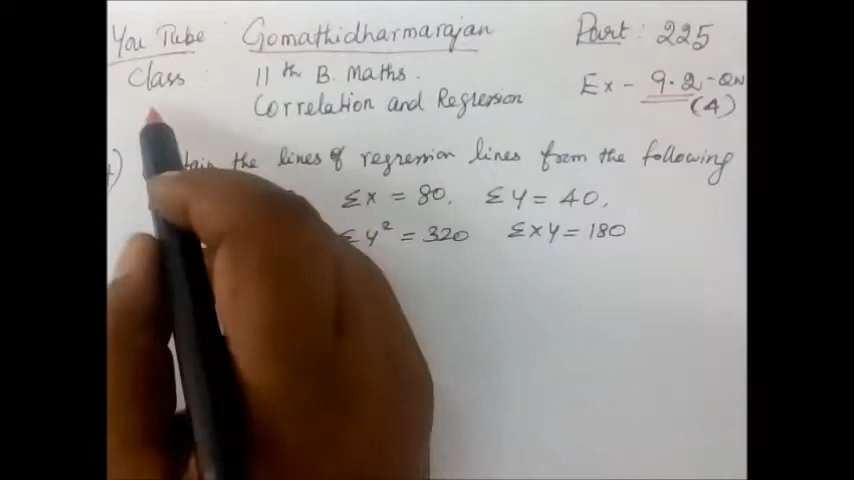 You Tube : Gomathidharmarajan Part : 225
Class : 11 th B. Maths. Ex - 9.2 - QN
Correlation and Regression (4)
the lines of regression lines from the following
Σx = 80, Σy = 40,
Σy² = 320 Σxy = 180